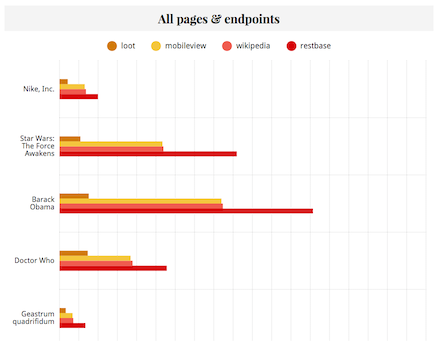 All pages & endpoints
loot mobileview wikipedia restbase
Nike, Inc.
Star Wars:
The Force
Awakens
Barack
Obama
Doctor Who
Geastrum
quadrifidum